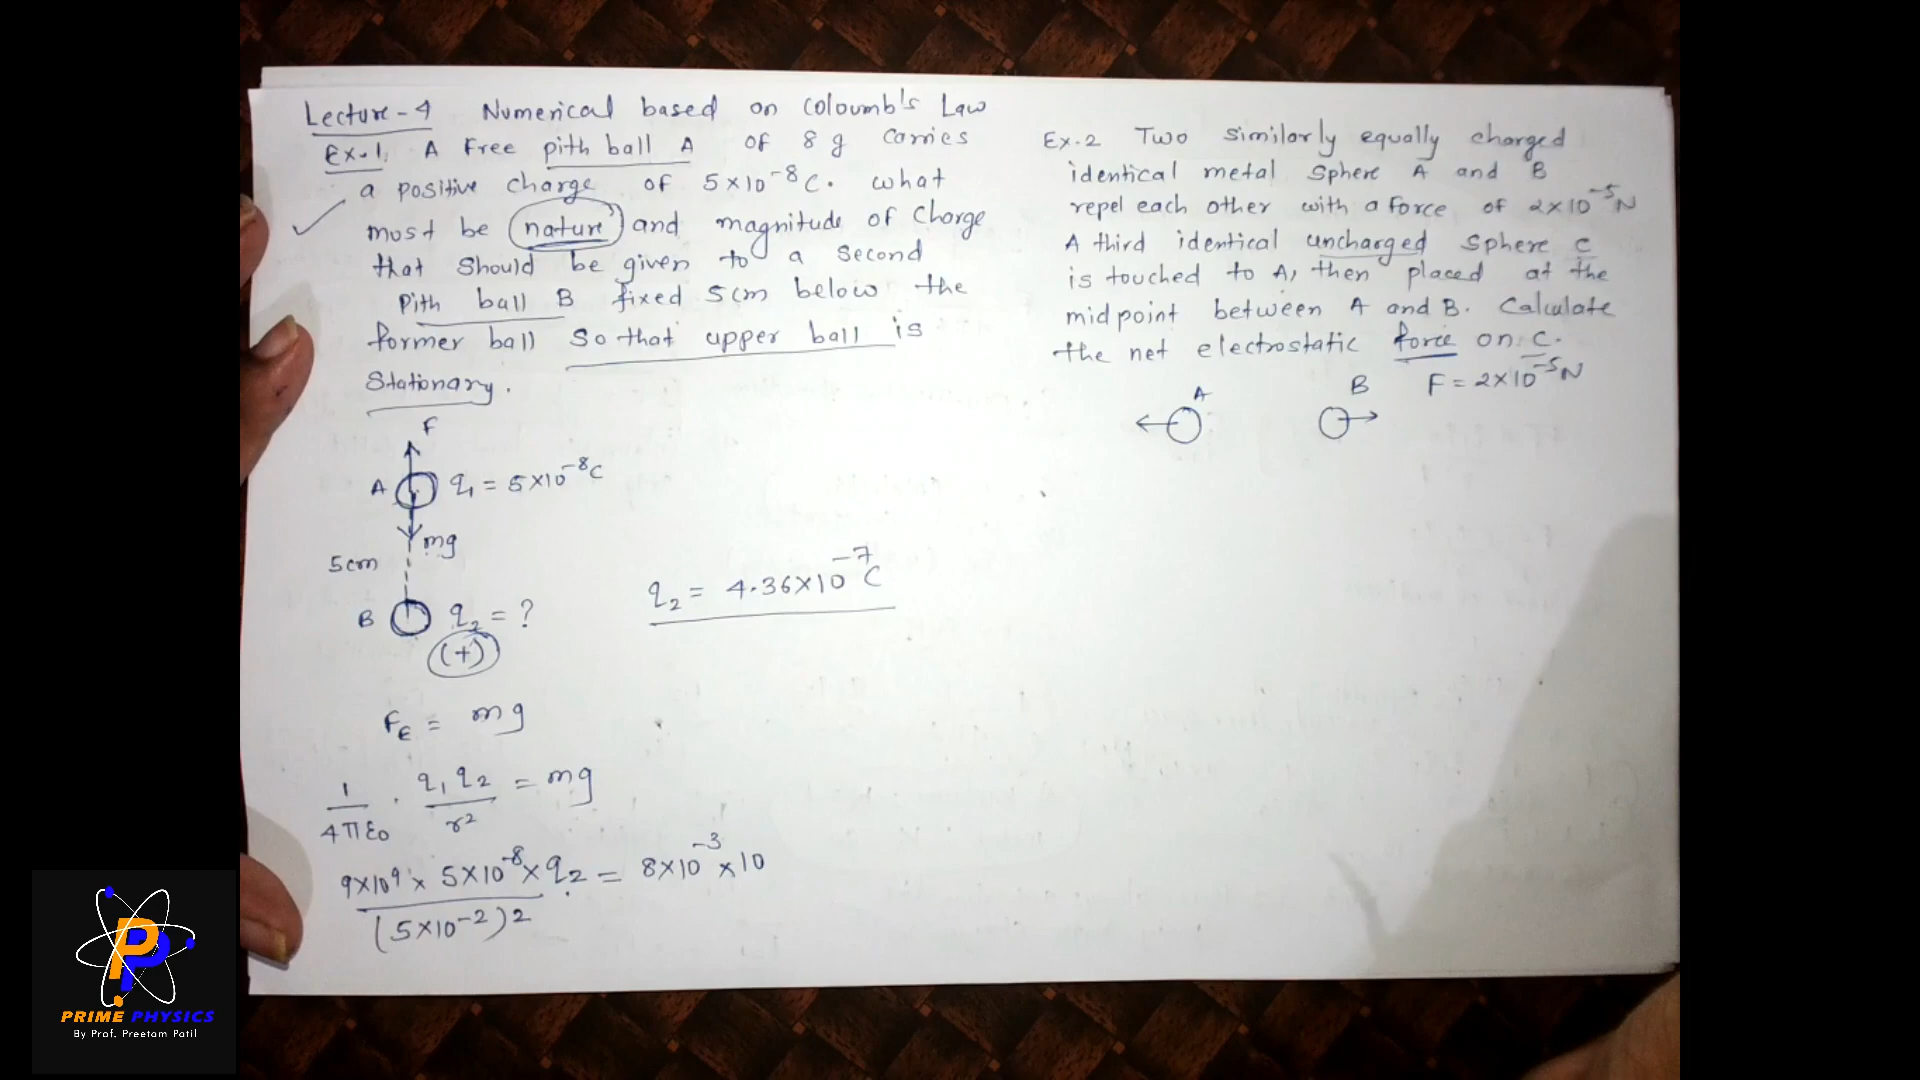 Lecture-4 Numerical based on Coloumb's Law
Ex.1. A Free pith ball A of 8 g carries
a positive charge of 5×10⁻⁸C. what
must be nature and magnitude of charge
that should be given to a second
Pith ball B fixed 5cm below the
former ball so that upper ball is
Stationary.
F
A q₁ = 5×10⁻⁸C
mg
5cm
B q₂ = ?
(+)
q₂ = 4.36×10⁻⁷C
F_E = mg
1/4πε₀ · q₁q₂/r² = mg
9×10⁹ × 5×10⁻⁸ × q₂ = 8×10⁻³ × 10
(5×10⁻²)²
Ex.2 Two similarly equally charged
identical metal sphere A and B
repel each other with a force of 2×10⁻⁵N
A third identical uncharged sphere C
is touched to A, then placed at the
midpoint between A and B. Calculate
the net electrostatic force on C.
F = 2×10⁻⁵N
A B
PRIME PHYSICS
By Prof. Preetam Patil